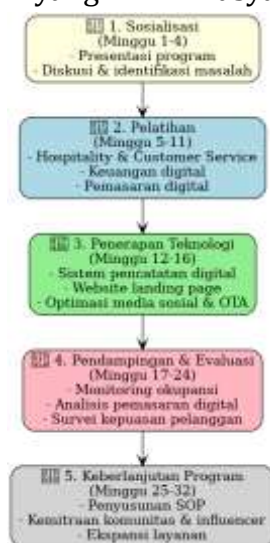 1. Sosialisasi
(Minggu 1-4)
- Presentasi program
- Diskusi & identifikasi masalah
2. Pelatihan
(Minggu 5-11)
- Hospitality & Customer Service
- Keuangan digital
- Pemasaran digital
3. Penerapan Teknologi
(Minggu 12-16)
- Sistem pencatatan digital
- Website landing page
- Optimasi media sosial & OTA
4. Pendampingan & Evaluasi
(Minggu 17-24)
- Monitoring okupansi
- Analisis pemasaran digital
- Survei kepuasan pelanggan
5. Keberlanjutan Program
(Minggu 25-32)
- Penyusunan SOP
- Kemitraan komunitas & influencer
- Ekspansi layanan